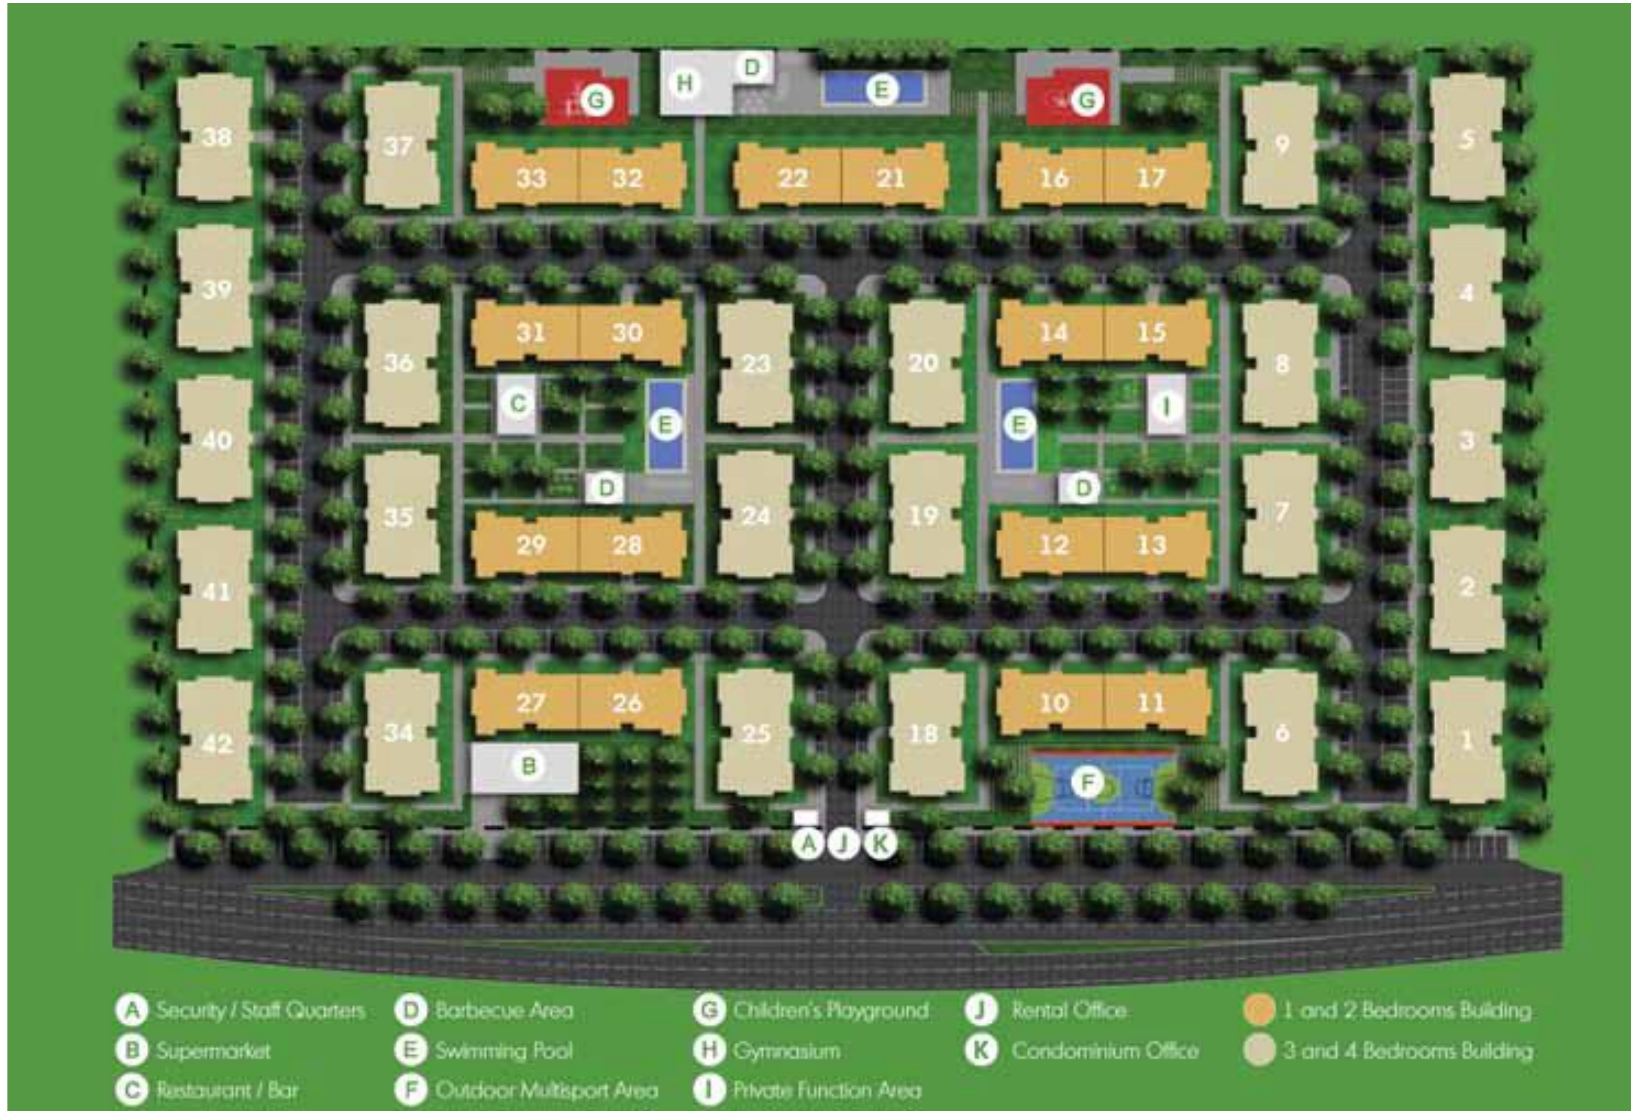 H D E
G G
38 37 9 5
33 32 22 21 16 17
39 4
31 30 14 15
36 23 20 8
C E E I
40 3
D D
35 24 19 7
29 28 12 13
41 2
27 26 10 11
42 34 25 18 6 1
B F
A J K
A Security / Staff Quarters D Barbecue Area G Children's Playground J Rental Office 1 and 2 Bedrooms Building
B Supermarket E Swimming Pool H Gymnasium K Condominium Office 3 and 4 Bedrooms Building
C Restaurant / Bar F Outdoor Multisport Area I Private Function Area